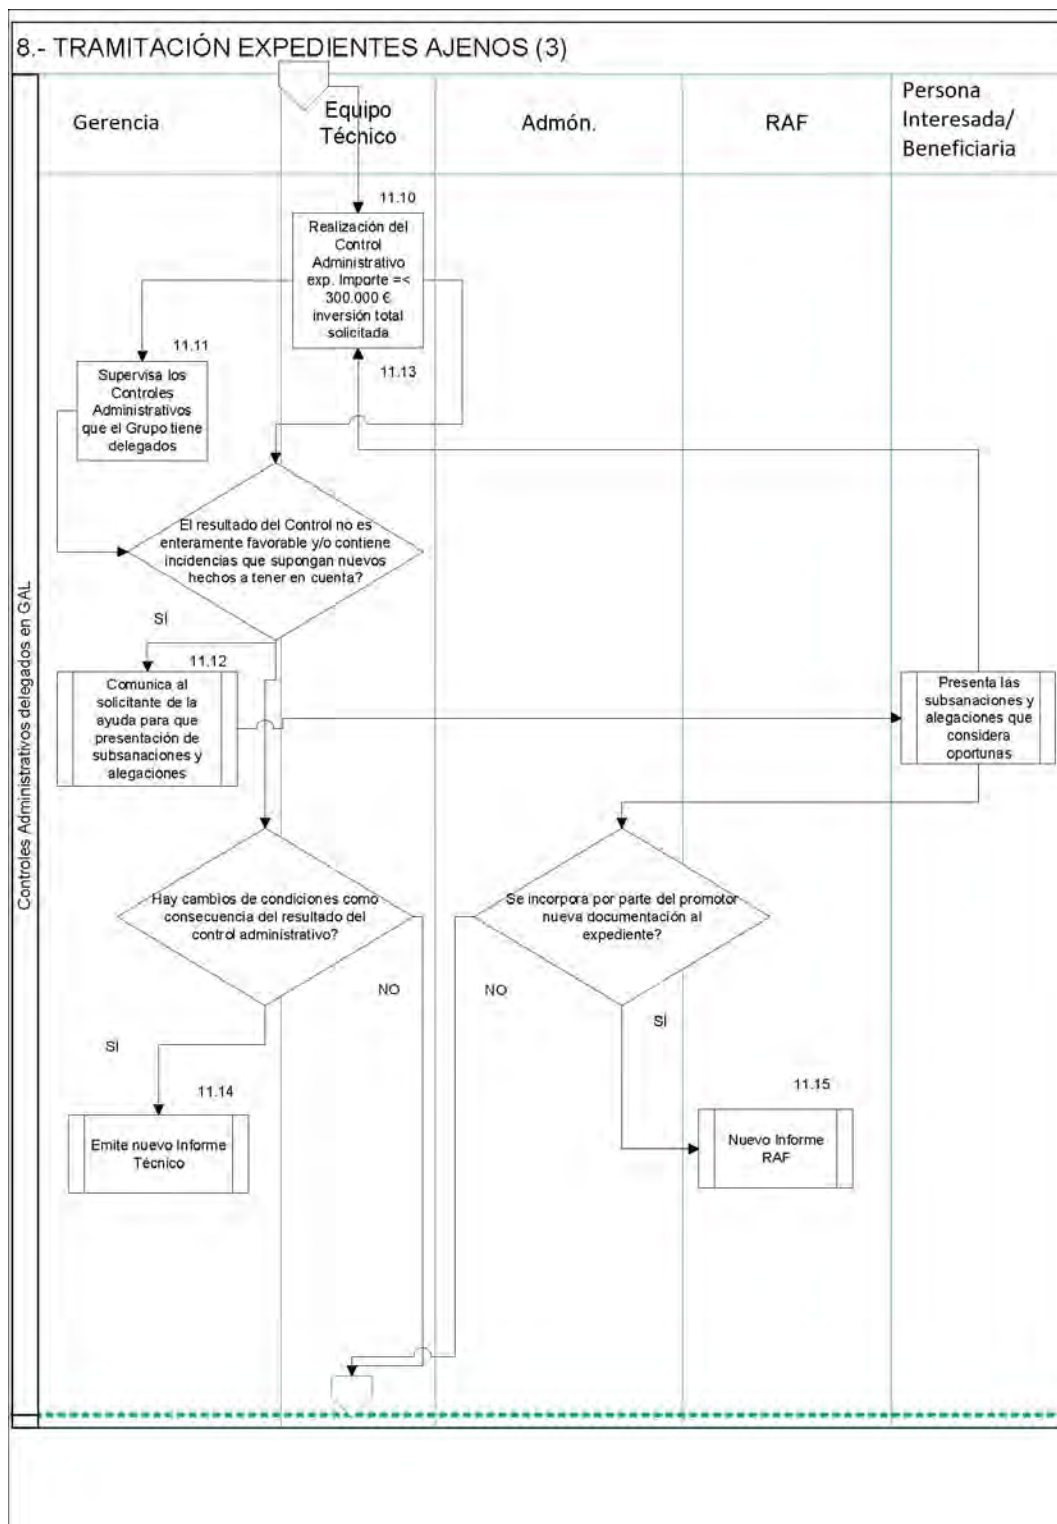 8.- TRAMITACIÓN EXPEDIENTES AJENOS (3)
Gerencia
Equipo
Técnico
Admón.
RAF
Persona
Interesada/
Beneficiaria
Controles Administrativos delegados en GAL
11.10
Realización del
Control
Administrativo
exp. Importe =<
300.000 €
inversión total
solicitada
11.11
Supervisa los
Controles
Administrativos
que el Grupo tiene
delegados
11.13
El resultado del Control no es
enteramente favorable y/o contiene
incidencias que supongan nuevos
hechos a tener en cuenta?
SÍ
11.12
Comunica al
solicitante de la
ayuda para que
presentación de
subsanaciones y
alegaciones
Presenta las
subsanaciones y
alegaciones que
considera
oportunas
Hay cambios de condiciones como
consecuencia del resultado del
control administrativo?
Se incorpora por parte del promotor
nueva documentación al
expediente?
NO
NO
SÍ
SÍ
11.14
Emite nuevo Informe
Técnico
11.15
Nuevo Informe
RAF